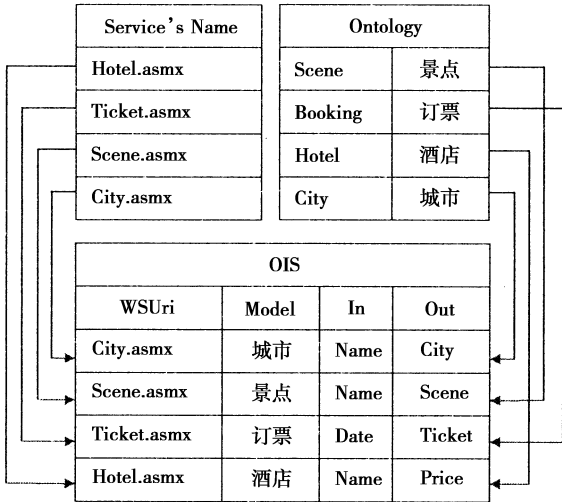 Service's Name
Hotel.asmx
Ticket.asmx
Scene.asmx
City.asmx
Ontology
Scene 景点
Booking 订票
Hotel 酒店
City 城市
OIS
WSUri Model In Out
City.asmx 城市 Name City
Scene.asmx 景点 Name Scene
Ticket.asmx 订票 Date Ticket
Hotel.asmx 酒店 Name Price